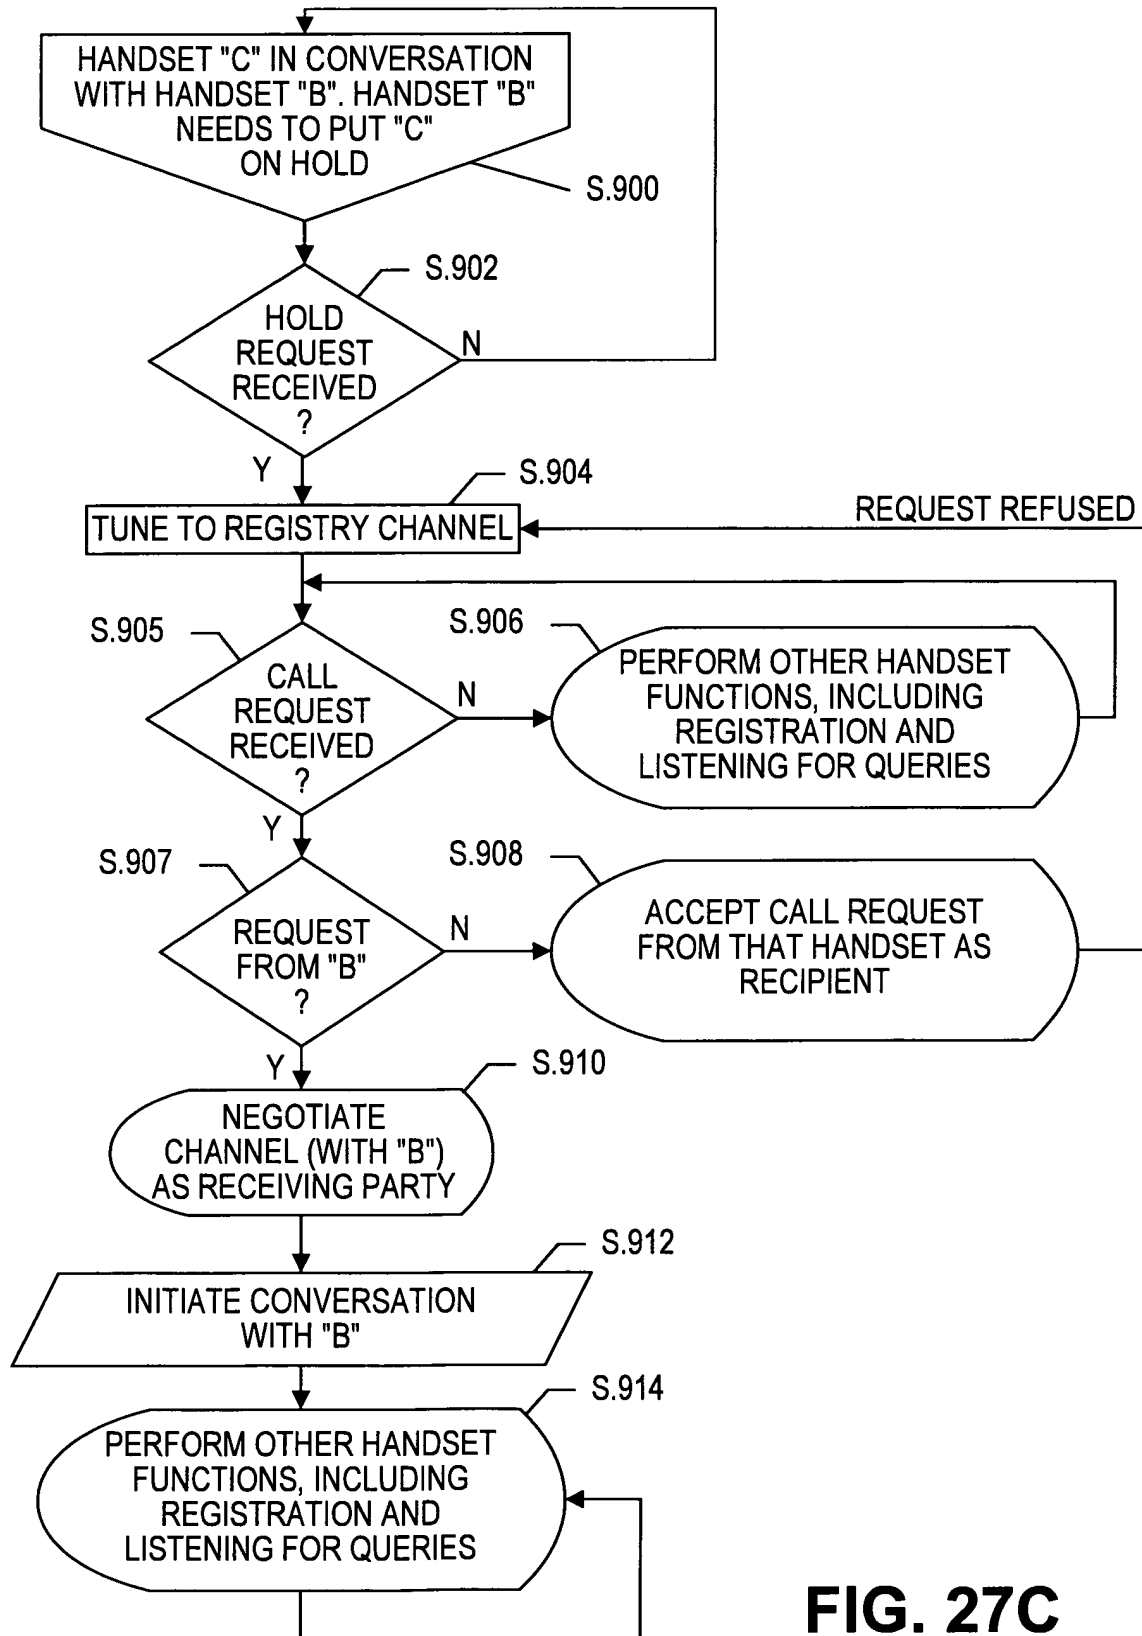 HANDSET "C" IN CONVERSATION
WITH HANDSET "B". HANDSET "B"
NEEDS TO PUT "C"
ON HOLD
S.900
S.902
HOLD
REQUEST
RECEIVED
?
N
Y
S.904
TUNE TO REGISTRY CHANNEL
REQUEST REFUSED
S.905
CALL
REQUEST
RECEIVED
?
N
Y
S.906
PERFORM OTHER HANDSET
FUNCTIONS, INCLUDING
REGISTRATION AND
LISTENING FOR QUERIES
S.907
REQUEST
FROM "B"
?
N
Y
S.908
ACCEPT CALL REQUEST
FROM THAT HANDSET AS
RECIPIENT
S.910
NEGOTIATE
CHANNEL (WITH "B")
AS RECEIVING PARTY
S.912
INITIATE CONVERSATION
WITH "B"
S.914
PERFORM OTHER HANDSET
FUNCTIONS, INCLUDING
REGISTRATION AND
LISTENING FOR QUERIES
FIG. 27C